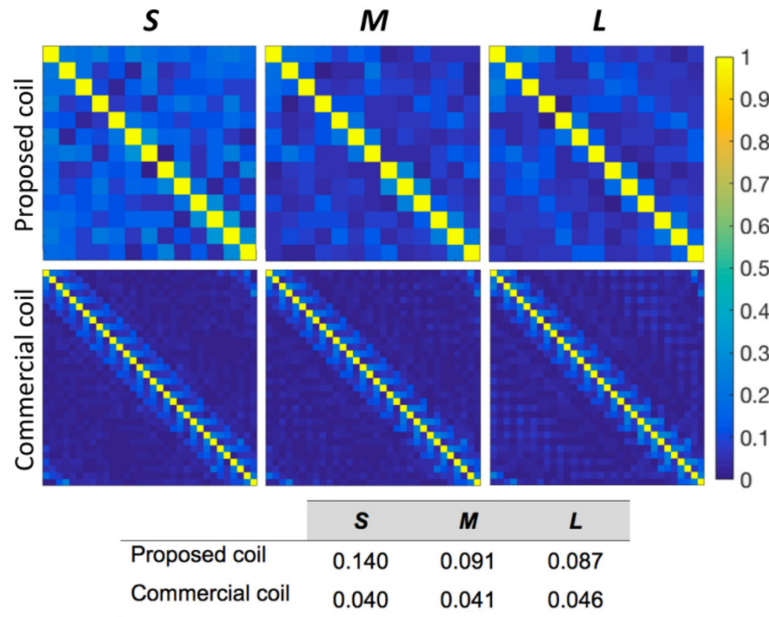 S M L
Proposed coil
Commercial coil
1
0.9
0.8
0.7
0.6
0.5
0.4
0.3
0.2
0.1
0
S M L
Proposed coil 0.140 0.091 0.087
Commercial coil 0.040 0.041 0.046